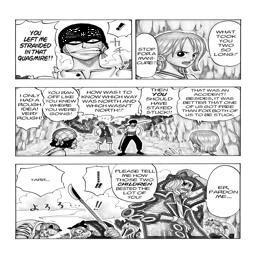 WHAT
TOOK
YOU
TWO
SO
LONG?
STOP
FOR A
MANI-
CURE?
YOU
LEFT ME
STRANDED
IN THAT
QUAGMIRE!!
THAT WAS AN
ACCIDENT!
BESIDES, IT
WAS BETTER
THAT ONE OF
US GOT FREE
THAN FOR BOTH OF
US TO BE STUCK.
THEN
YOU
SHOULD
HAVE
STAYED
STUCK!!
HOW WAS I TO
KNOW WHICH WAY
WAS NORTH AND
WHICH WASN'T
NORTH!?
YOU RAN
OFF LIKE
YOU KNEW
WHERE
YOU WERE
GOING!
I ONLY
HAD A
ROUGH
IDEA!
VERY
ROUGH!
ER,
PARDON
ME...
PLEASE TELL
ME HOW
THOSE TWO
CHILDREN
BESTED
THE LOT
OF YOU!
YARR...